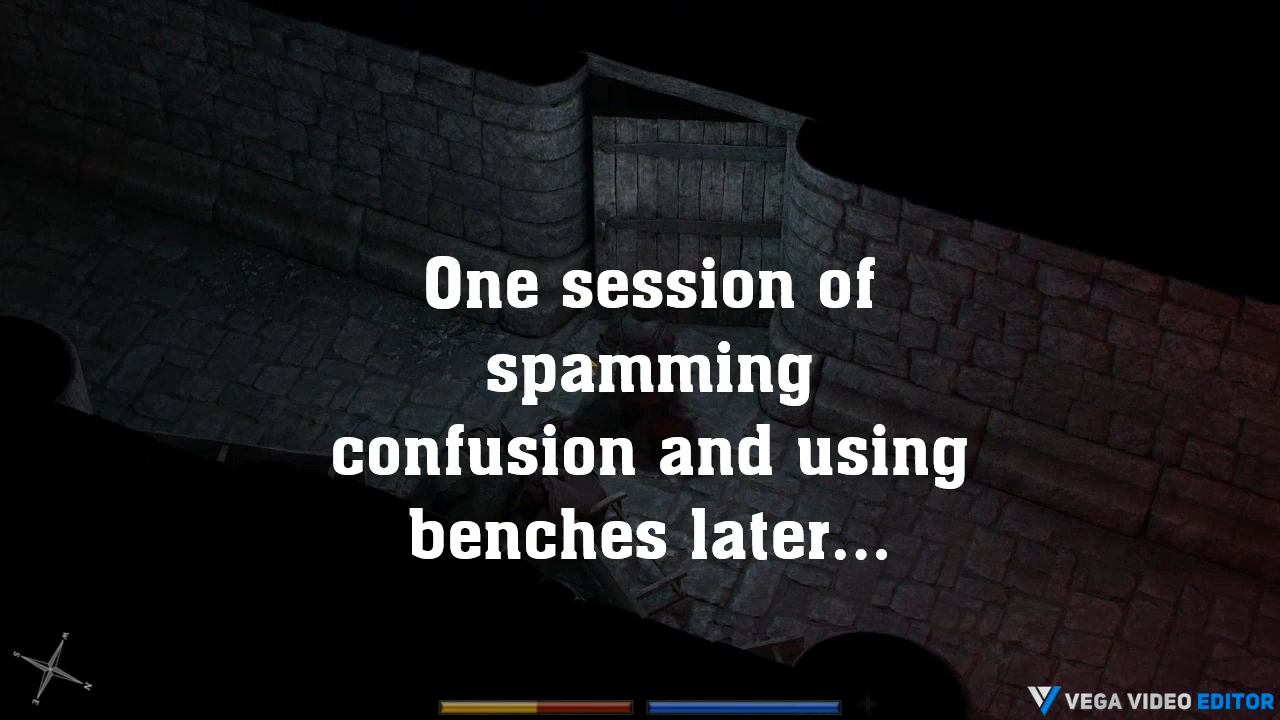 One session of
spamming
confusion and using
benches later...
VEGA VIDEO EDITOR